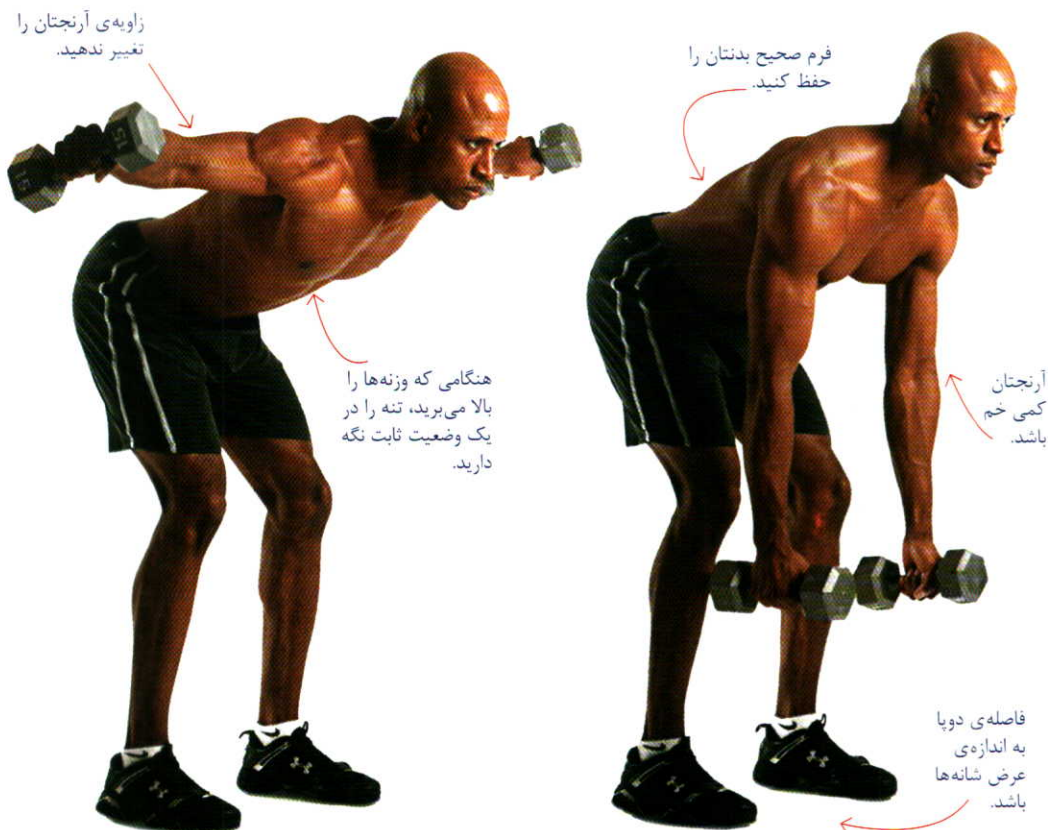 زاویه‌ی آرنجتان را
تغییر ندهید.
فرم صحیح بدنتان را
حفظ کنید.
هنگامی که وزنه‌ها را
بالا می‌برید، تنه را در
یک وضعیت ثابت نگه
دارید.
آرنجتان
کمی خم
باشد.
فاصله‌ی دوپا
به اندازه‌ی
عرض شانه‌ها
باشد.
15
15